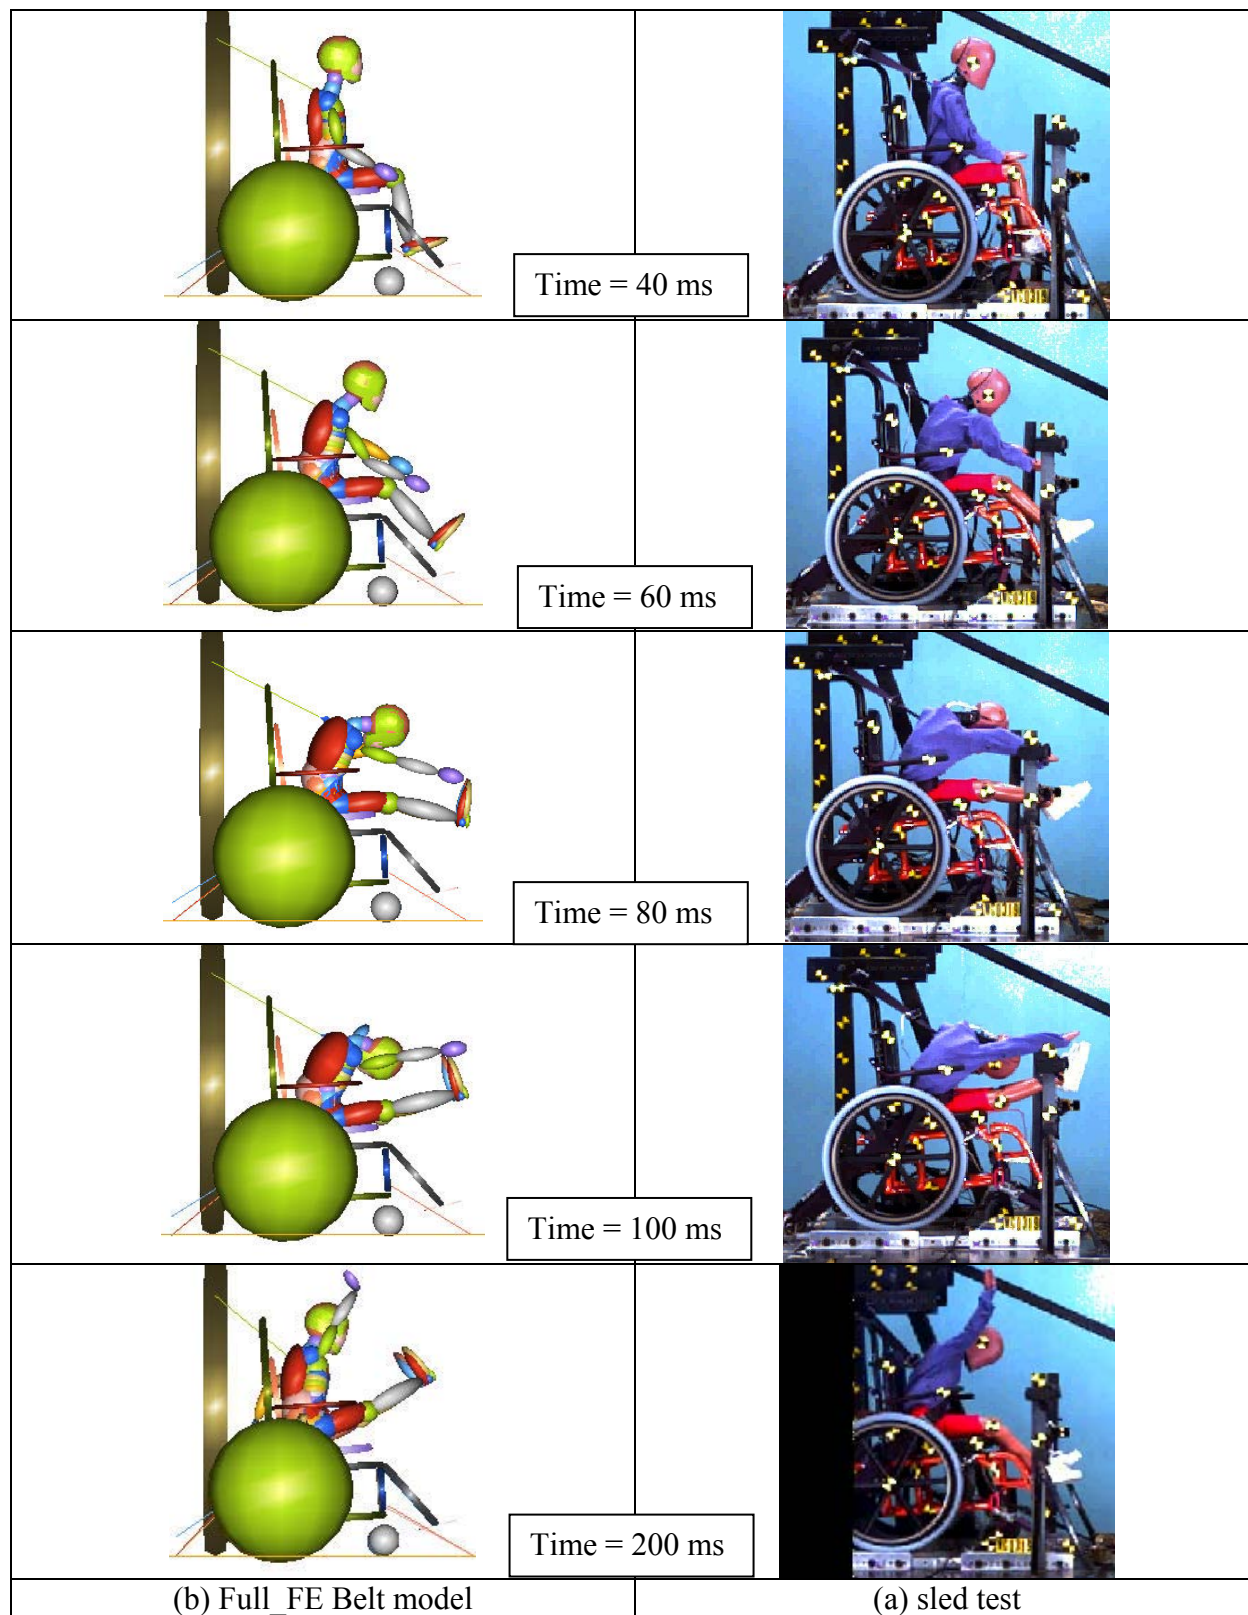 Time = 40 ms
Time = 60 ms
Time = 80 ms
Time = 100 ms
Time = 200 ms
(b) Full_FE Belt model
(a) sled test